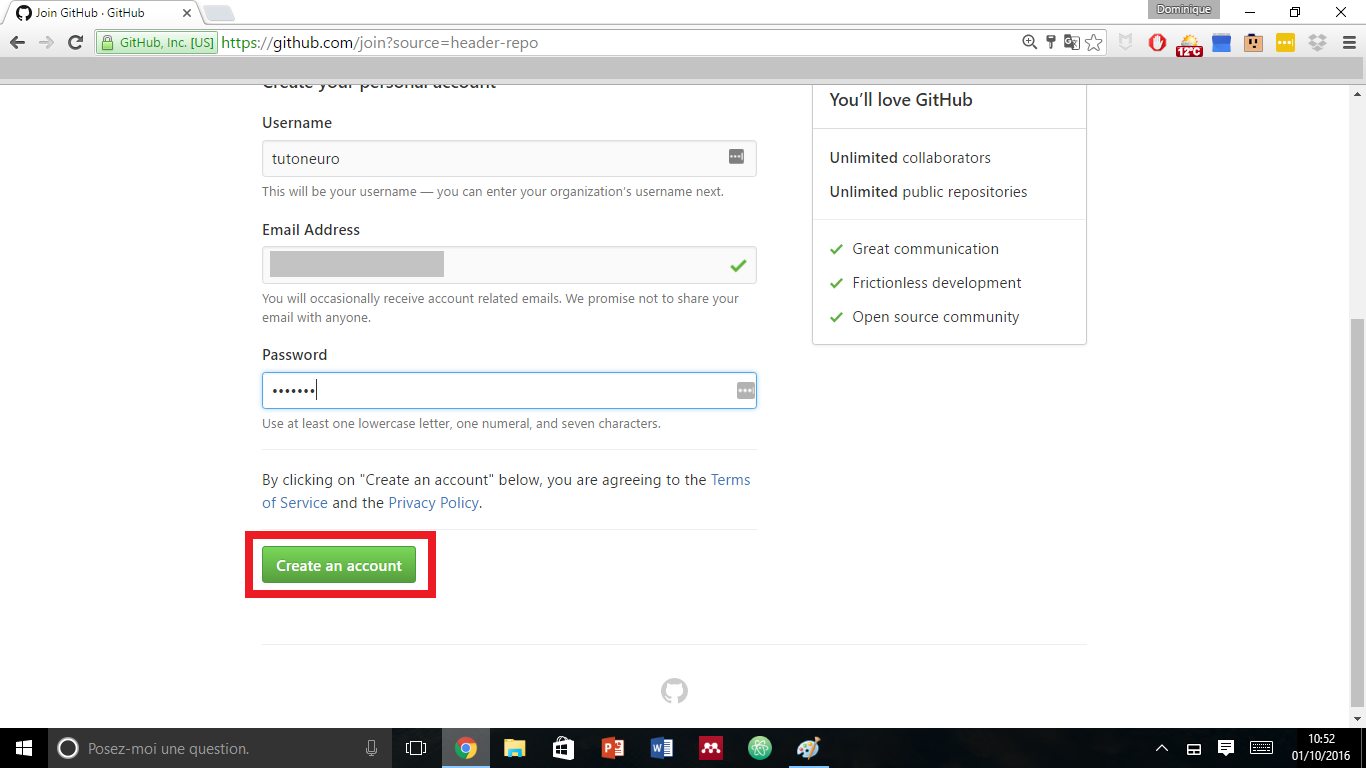 Join GitHub · GitHub
Dominique
GitHub, Inc. [US] https://github.com/join?source=header-repo
12°C
Create your personal account
Username
tutoneuro
This will be your username — you can enter your organization's username next.
Email Address
You will occasionally receive account related emails. We promise not to share your
email with anyone.
Password
•••••••
Use at least one lowercase letter, one numeral, and seven characters.
By clicking on "Create an account" below, you are agreeing to the Terms
of Service and the Privacy Policy.
Create an account
You'll love GitHub
Unlimited collaborators
Unlimited public repositories
Great communication
Frictionless development
Open source community
Posez-moi une question.
10:52
01/10/2016